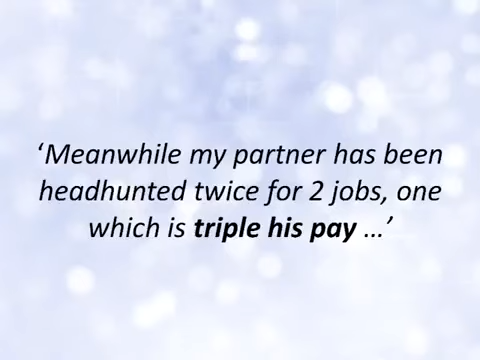 ‘Meanwhile my partner has been
headhunted twice for 2 jobs, one
which is triple his pay …’